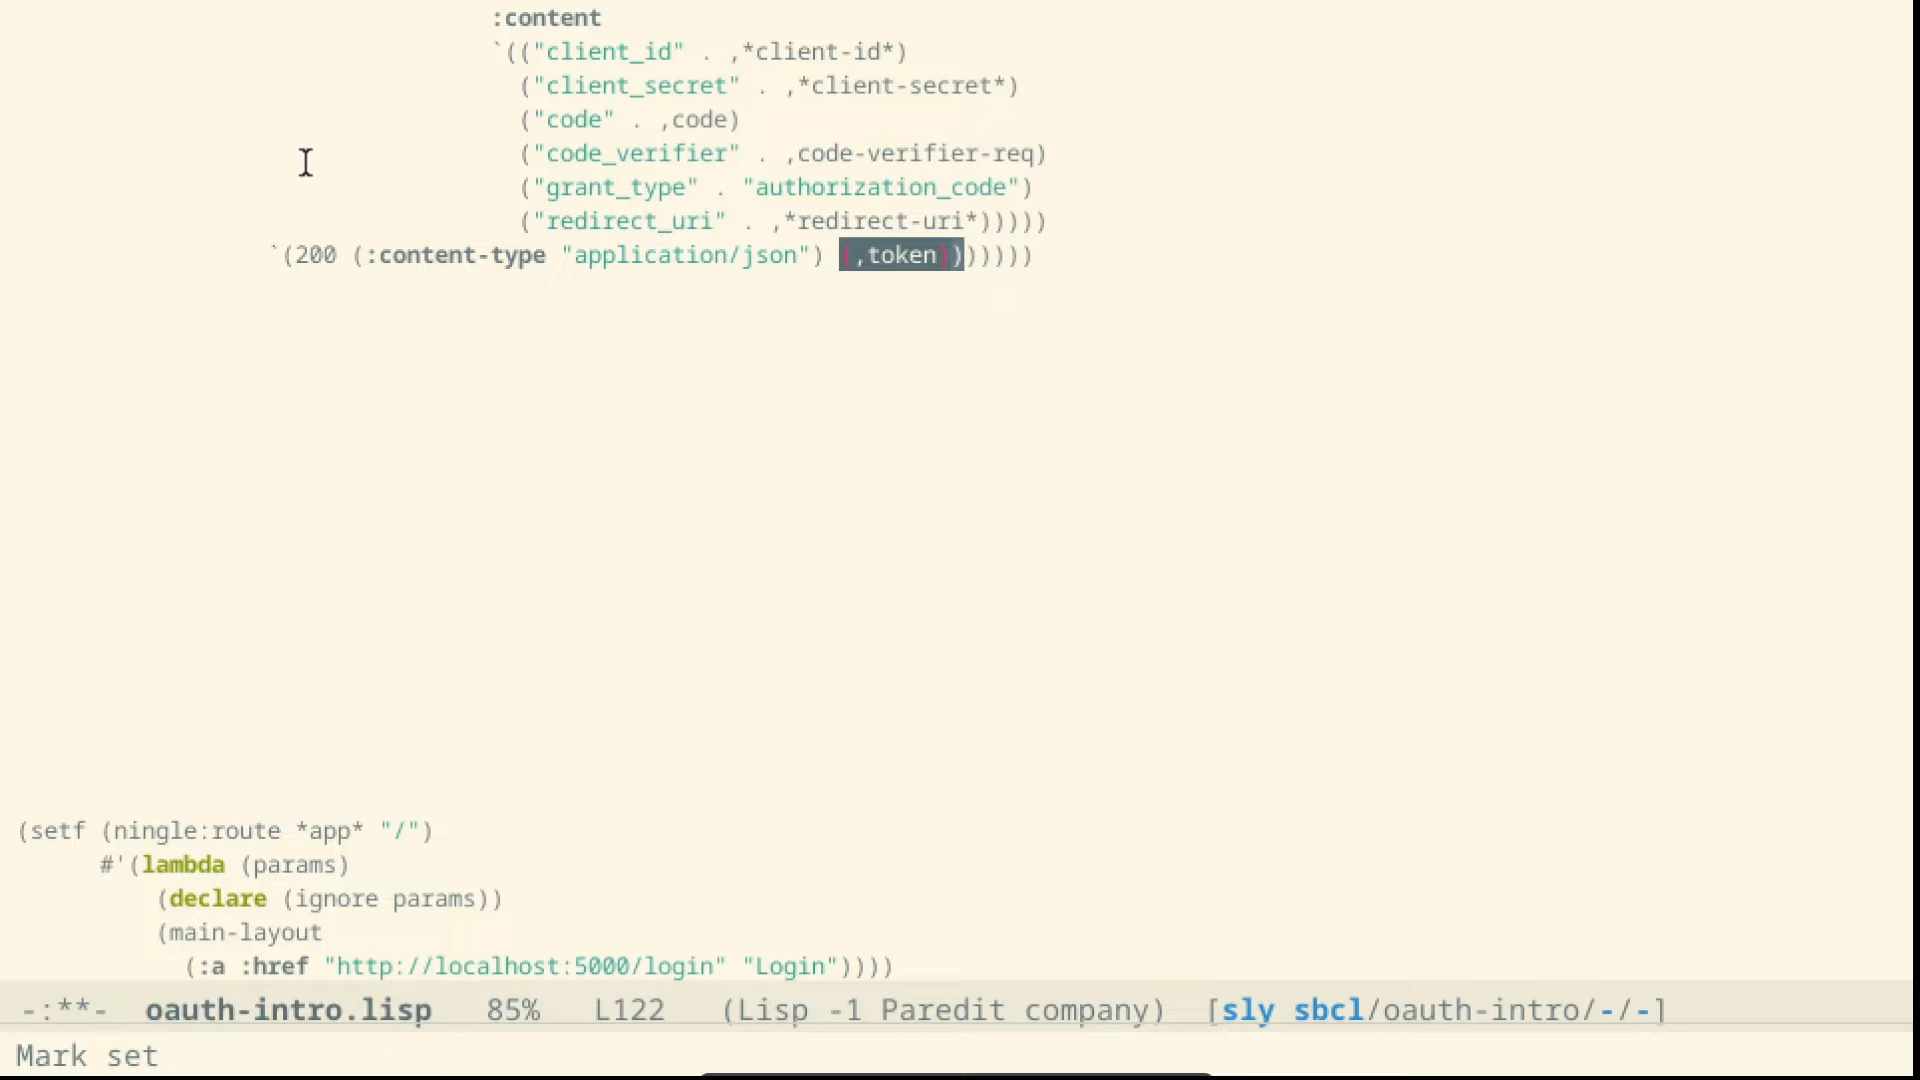 :content
`(("client_id" . ,*client-id*)
("client_secret" . ,*client-secret*)
("code" . ,code)
("code_verifier" . ,code-verifier-req)
("grant_type" . "authorization_code")
("redirect_uri" . ,*redirect-uri*)))))
`(200 (:content-type "application/json") (,token)))))))
(setf (ningle:route *app* "/")
#'(lambda (params)
(declare (ignore params))
(main-layout
(:a :href "http://localhost:5000/login" "Login"))))
-:**- oauth-intro.lisp 85% L122 (Lisp -1 Paredit company) [sly sbcl/oauth-intro/-/-]
Mark set